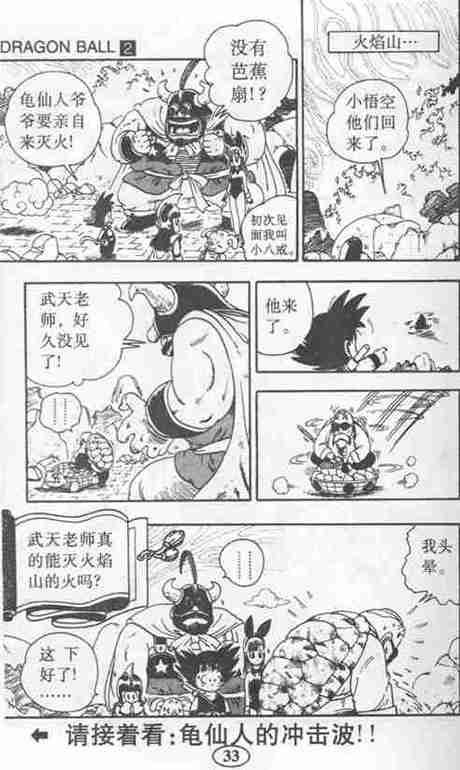 DRAGON BALL 2
火焰山…
小悟空
他们回
来了。
没有
芭蕉
扇!?
龟仙人爷
爷要亲自
来灭火!
初次见
面我叫
小八戒。
他来
了。
武天老
师，好
久没见
了!
……
我头
晕。
……
武天老师真
的能灭火焰
山的火吗?
这下
好了!
……
请接着看:龟仙人的冲击波!!
33